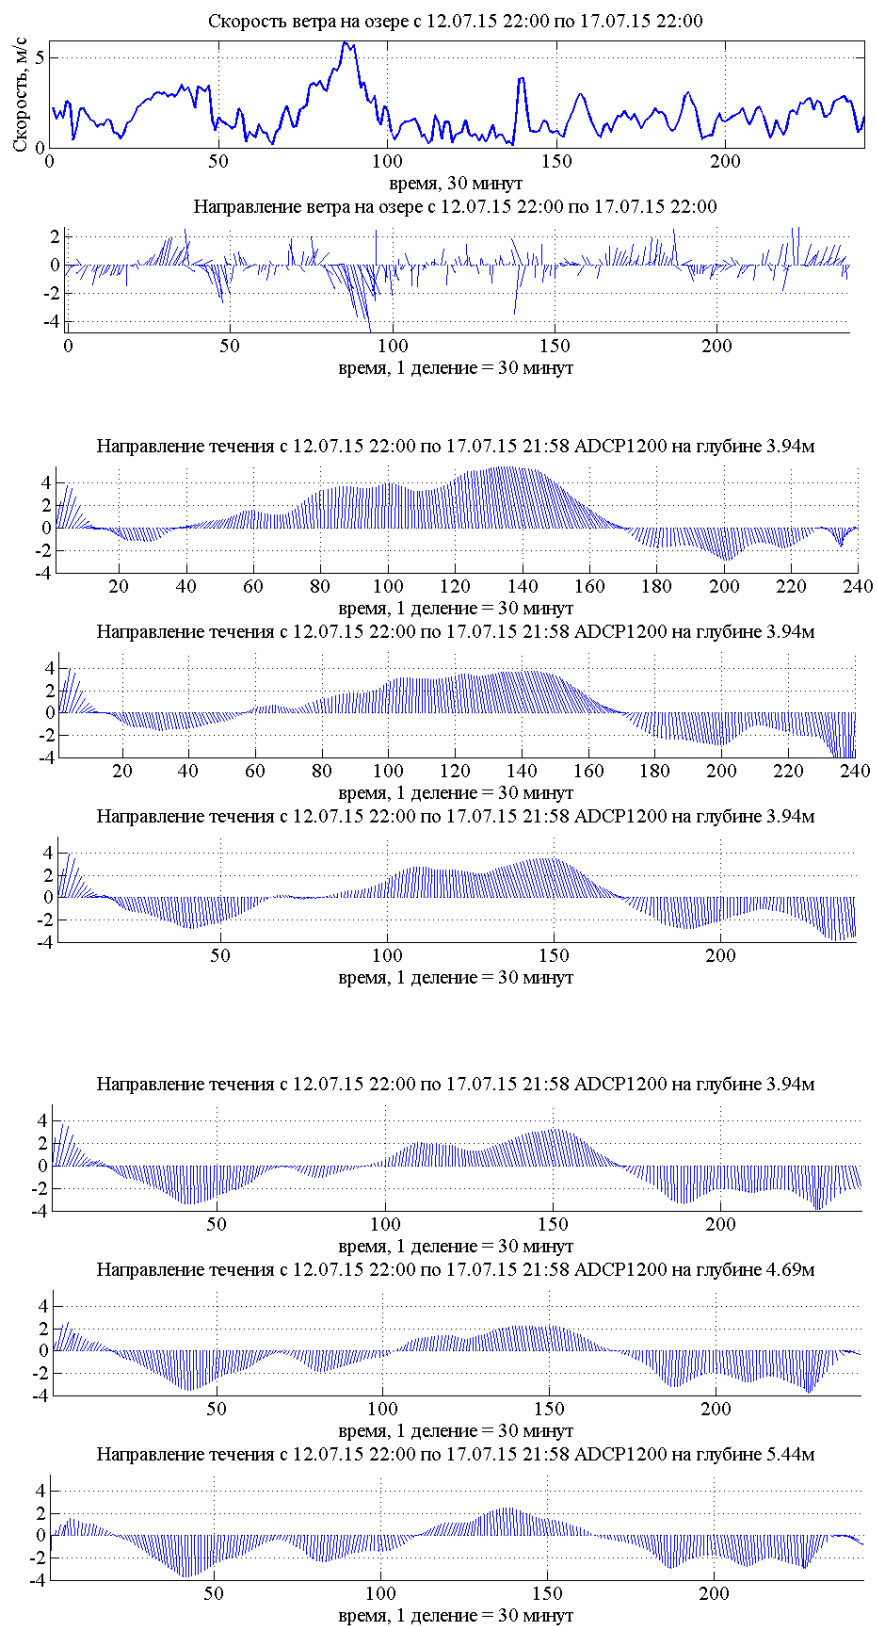 Скорость ветра на озере с 12.07.15 22:00 по 17.07.15 22:00
Скорость, м/с
5
0
0 50 100 150 200
время, 30 минут
Направление ветра на озере с 12.07.15 22:00 по 17.07.15 22:00
2
0
-2
-4
0 50 100 150 200
время, 1 деление = 30 минут
Направление течения с 12.07.15 22:00 по 17.07.15 21:58 ADCP1200 на глубине 3.94м
4
2
0
-2
-4
20 40 60 80 100 120 140 160 180 200 220 240
время, 1 деление = 30 минут
Направление течения с 12.07.15 22:00 по 17.07.15 21:58 ADCP1200 на глубине 3.94м
4
2
0
-2
-4
20 40 60 80 100 120 140 160 180 200 220 240
время, 1 деление = 30 минут
Направление течения с 12.07.15 22:00 по 17.07.15 21:58 ADCP1200 на глубине 3.94м
4
2
0
-2
-4
50 100 150 200
время, 1 деление = 30 минут
Направление течения с 12.07.15 22:00 по 17.07.15 21:58 ADCP1200 на глубине 3.94м
4
2
0
-2
-4
50 100 150 200
время, 1 деление = 30 минут
Направление течения с 12.07.15 22:00 по 17.07.15 21:58 ADCP1200 на глубине 4.69м
4
2
0
-2
-4
50 100 150 200
время, 1 деление = 30 минут
Направление течения с 12.07.15 22:00 по 17.07.15 21:58 ADCP1200 на глубине 5.44м
4
2
0
-2
-4
50 100 150 200
время, 1 деление = 30 минут